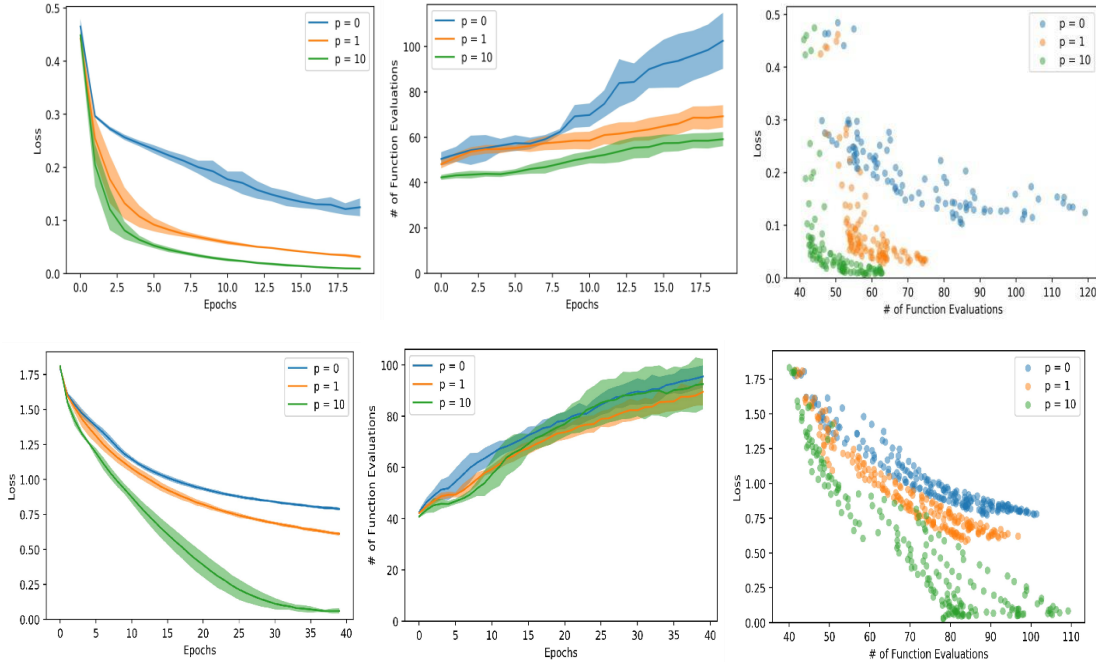 0.5
0.4
0.3
0.2
0.1
0.0
Loss
0.0 2.5 5.0 7.5 10.0 12.5 15.0 17.5
Epochs
p = 0
p = 1
p = 10
100
80
60
40
20
0
# of Function Evaluations
0.0 2.5 5.0 7.5 10.0 12.5 15.0 17.5
Epochs
p = 0
p = 1
p = 10
0.5
0.4
0.3
0.2
0.1
0.0
Loss
40 50 60 70 80 90 100 110 120
# of Function Evaluations
p = 0
p = 1
p = 10
1.75
1.50
1.25
1.00
0.75
0.50
0.25
0.00
Loss
0 5 10 15 20 25 30 35 40
Epochs
p = 0
p = 1
p = 10
100
80
60
40
20
0
# of Function Evaluations
0 5 10 15 20 25 30 35 40
Epochs
p = 0
p = 1
p = 10
1.75
1.50
1.25
1.00
0.75
0.50
0.25
0.00
Loss
40 50 60 70 80 90 100 110
# of Function Evaluations
p = 0
p = 1
p = 10